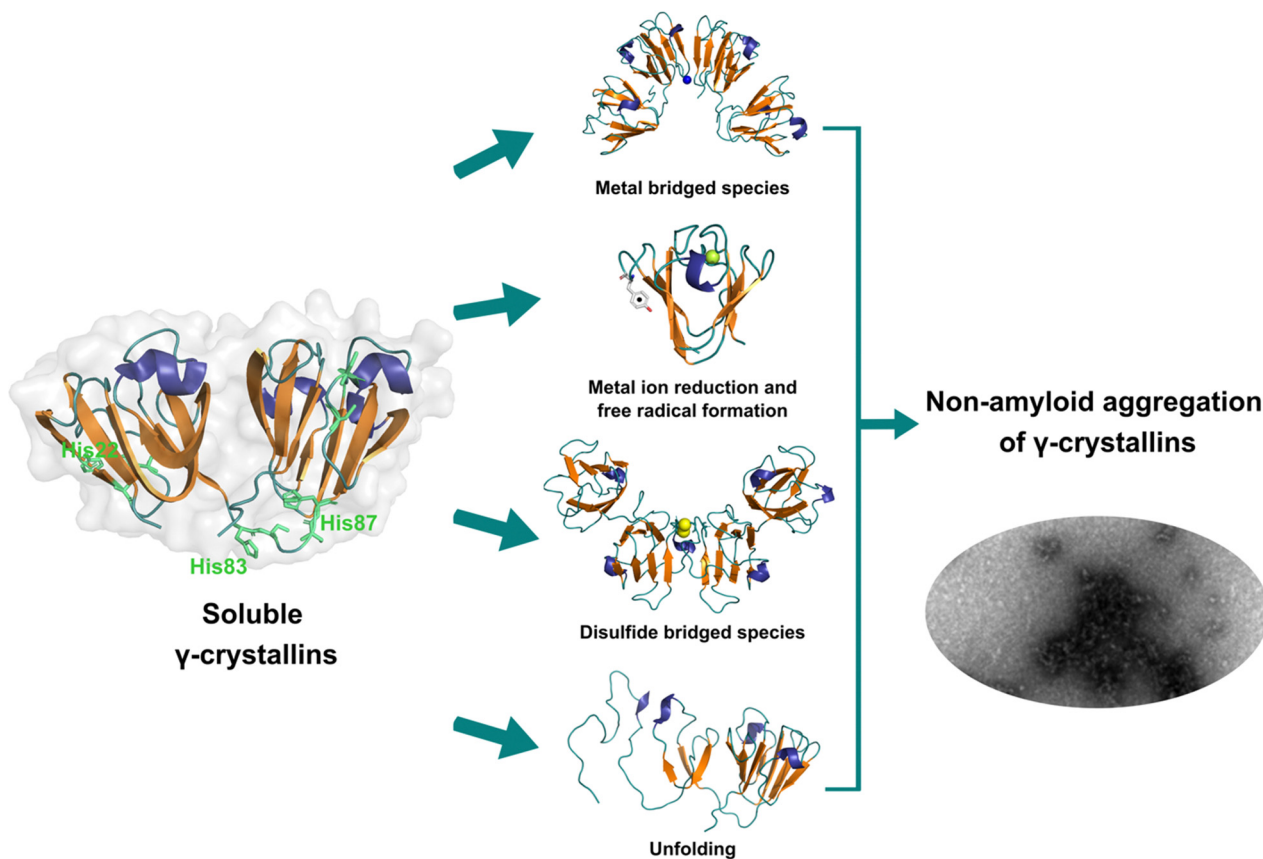 His22
His83
His87
Soluble
γ-crystallins
Metal bridged species
Metal ion reduction and
free radical formation
Disulfide bridged species
Unfolding
Non-amyloid aggregation
of γ-crystallins